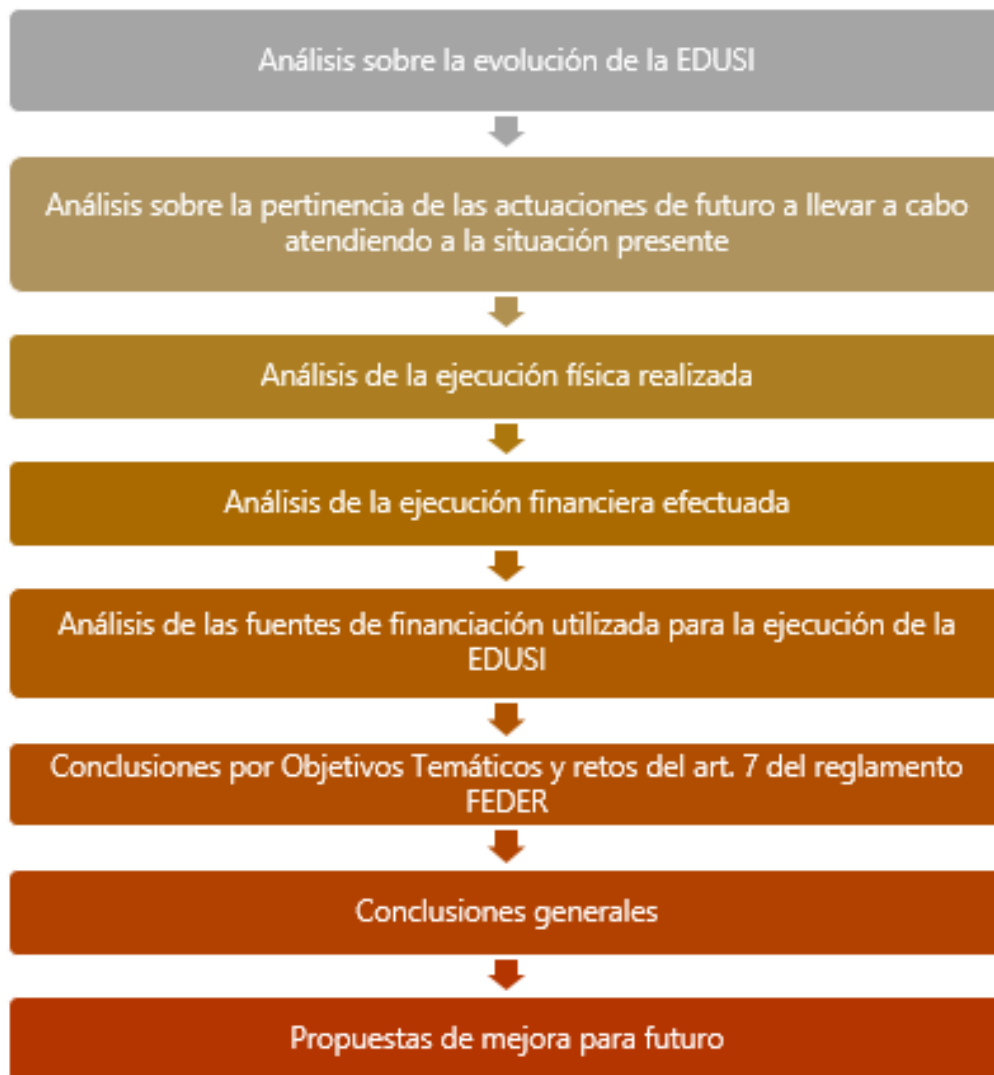 Análisis sobre la evolución de la EDUSI
Análisis sobre la pertinencia de las actuaciones de futuro a llevar a cabo
atendiendo a la situación presente
Análisis de la ejecución física realizada
Análisis de la ejecución financiera efectuada
Análisis de las fuentes de financiación utilizada para la ejecución de la
EDUSI
Conclusiones por Objetivos Temáticos y retos del art. 7 del reglamento
FEDER
Conclusiones generales
Propuestas de mejora para futuro